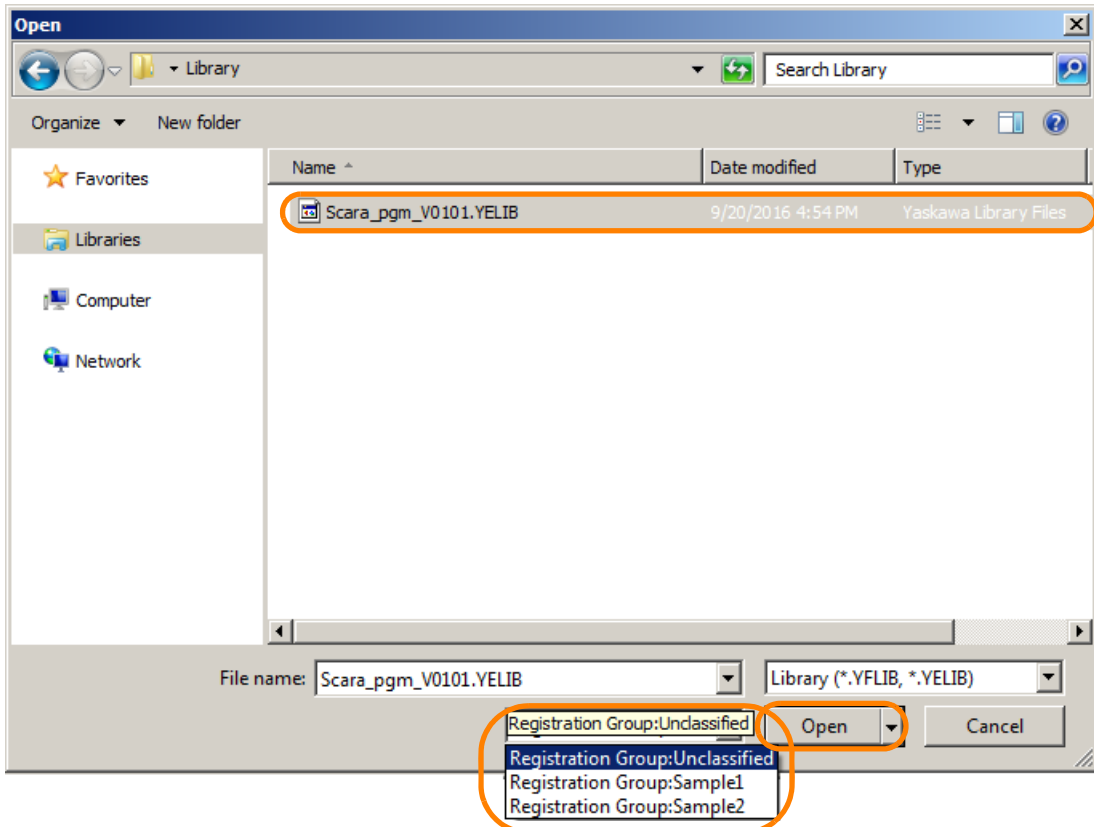 Open
Library
Search Library
Organize
New folder
Favorites
Libraries
Computer
Network
Name
Date modified
Type
Scara_pgm_V0101.YELIB
9/20/2016 4:54 PM
Yaskawa Library Files
File name:
Scara_pgm_V0101.YELIB
Library (*.YFLIB, *.YELIB)
Registration Group:Unclassified
Open
Cancel
Registration Group:Unclassified
Registration Group:Sample1
Registration Group:Sample2